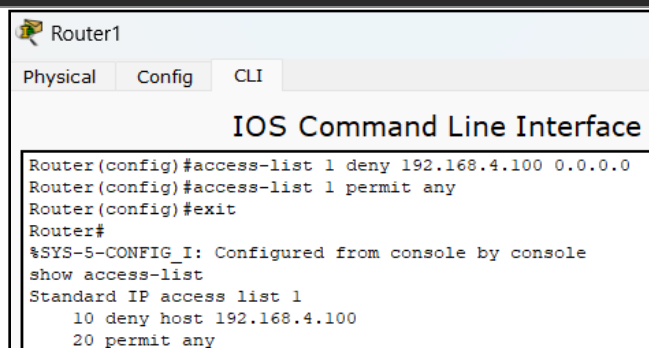 Router1
Physical Config CLI
IOS Command Line Interface
Router(config)#access-list 1 deny 192.168.4.100 0.0.0.0
Router(config)#access-list 1 permit any
Router(config)#exit
Router#
%SYS-5-CONFIG_I: Configured from console by console
show access-list
Standard IP access list 1
    10 deny host 192.168.4.100
    20 permit any